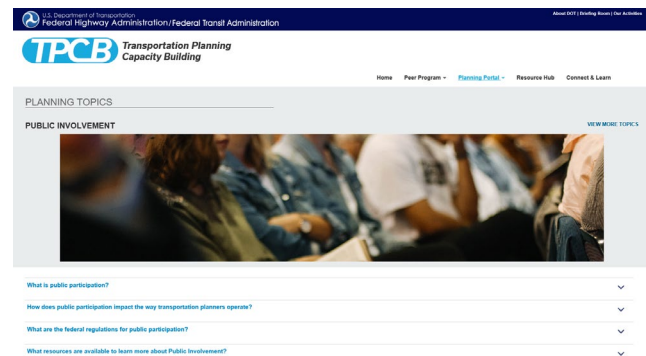 U.S. Department of Transportation
Federal Highway Administration/Federal Transit Administration
About DOT | Briefing Room | Our Activities
TPCB Transportation Planning
Capacity Building
Home Peer Program Planning Portal Resource Hub Connect & Learn
PLANNING TOPICS
PUBLIC INVOLVEMENT
VIEW MORE TOPICS
What is public participation?
How does public participation impact the way transportation planners operate?
What are the federal regulations for public participation?
What resources are available to learn more about Public Involvement?